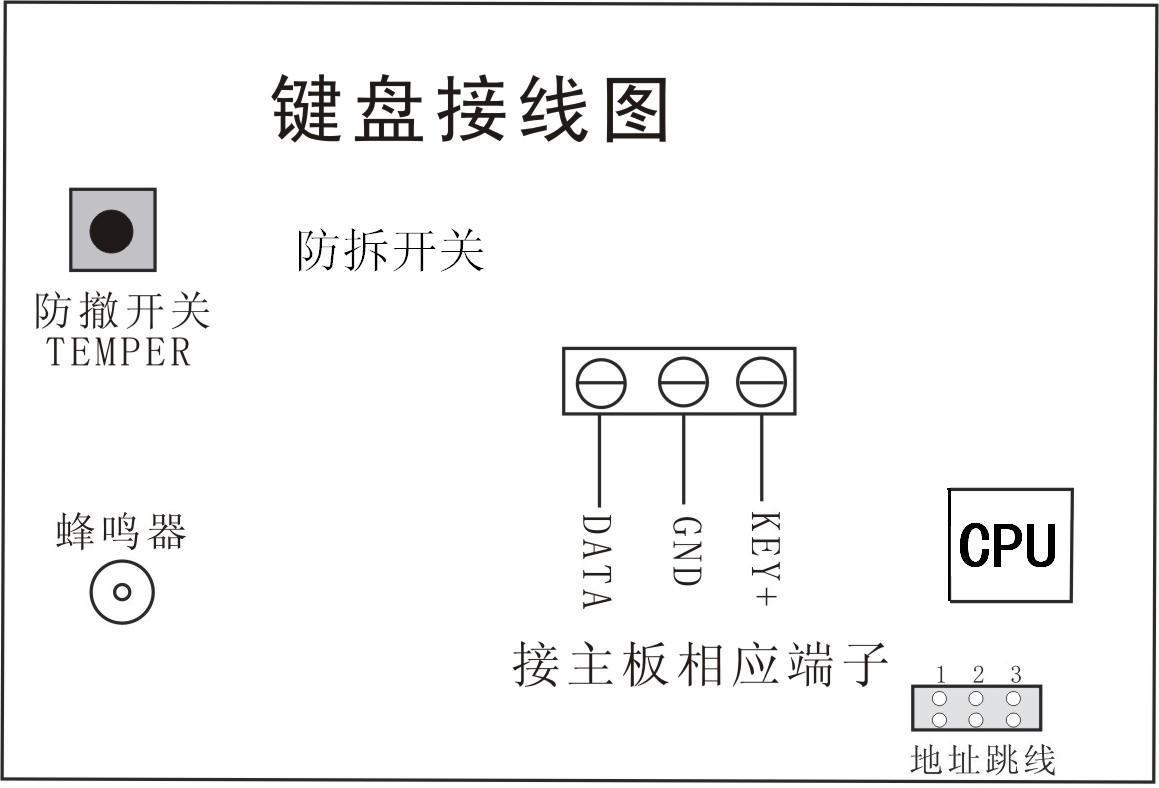 键盘接线图
防拆开关
防撤开关
TEMPER
DATA
GND
KEY+
蜂鸣器
CPU
接主板相应端子
1 2 3
地址跳线